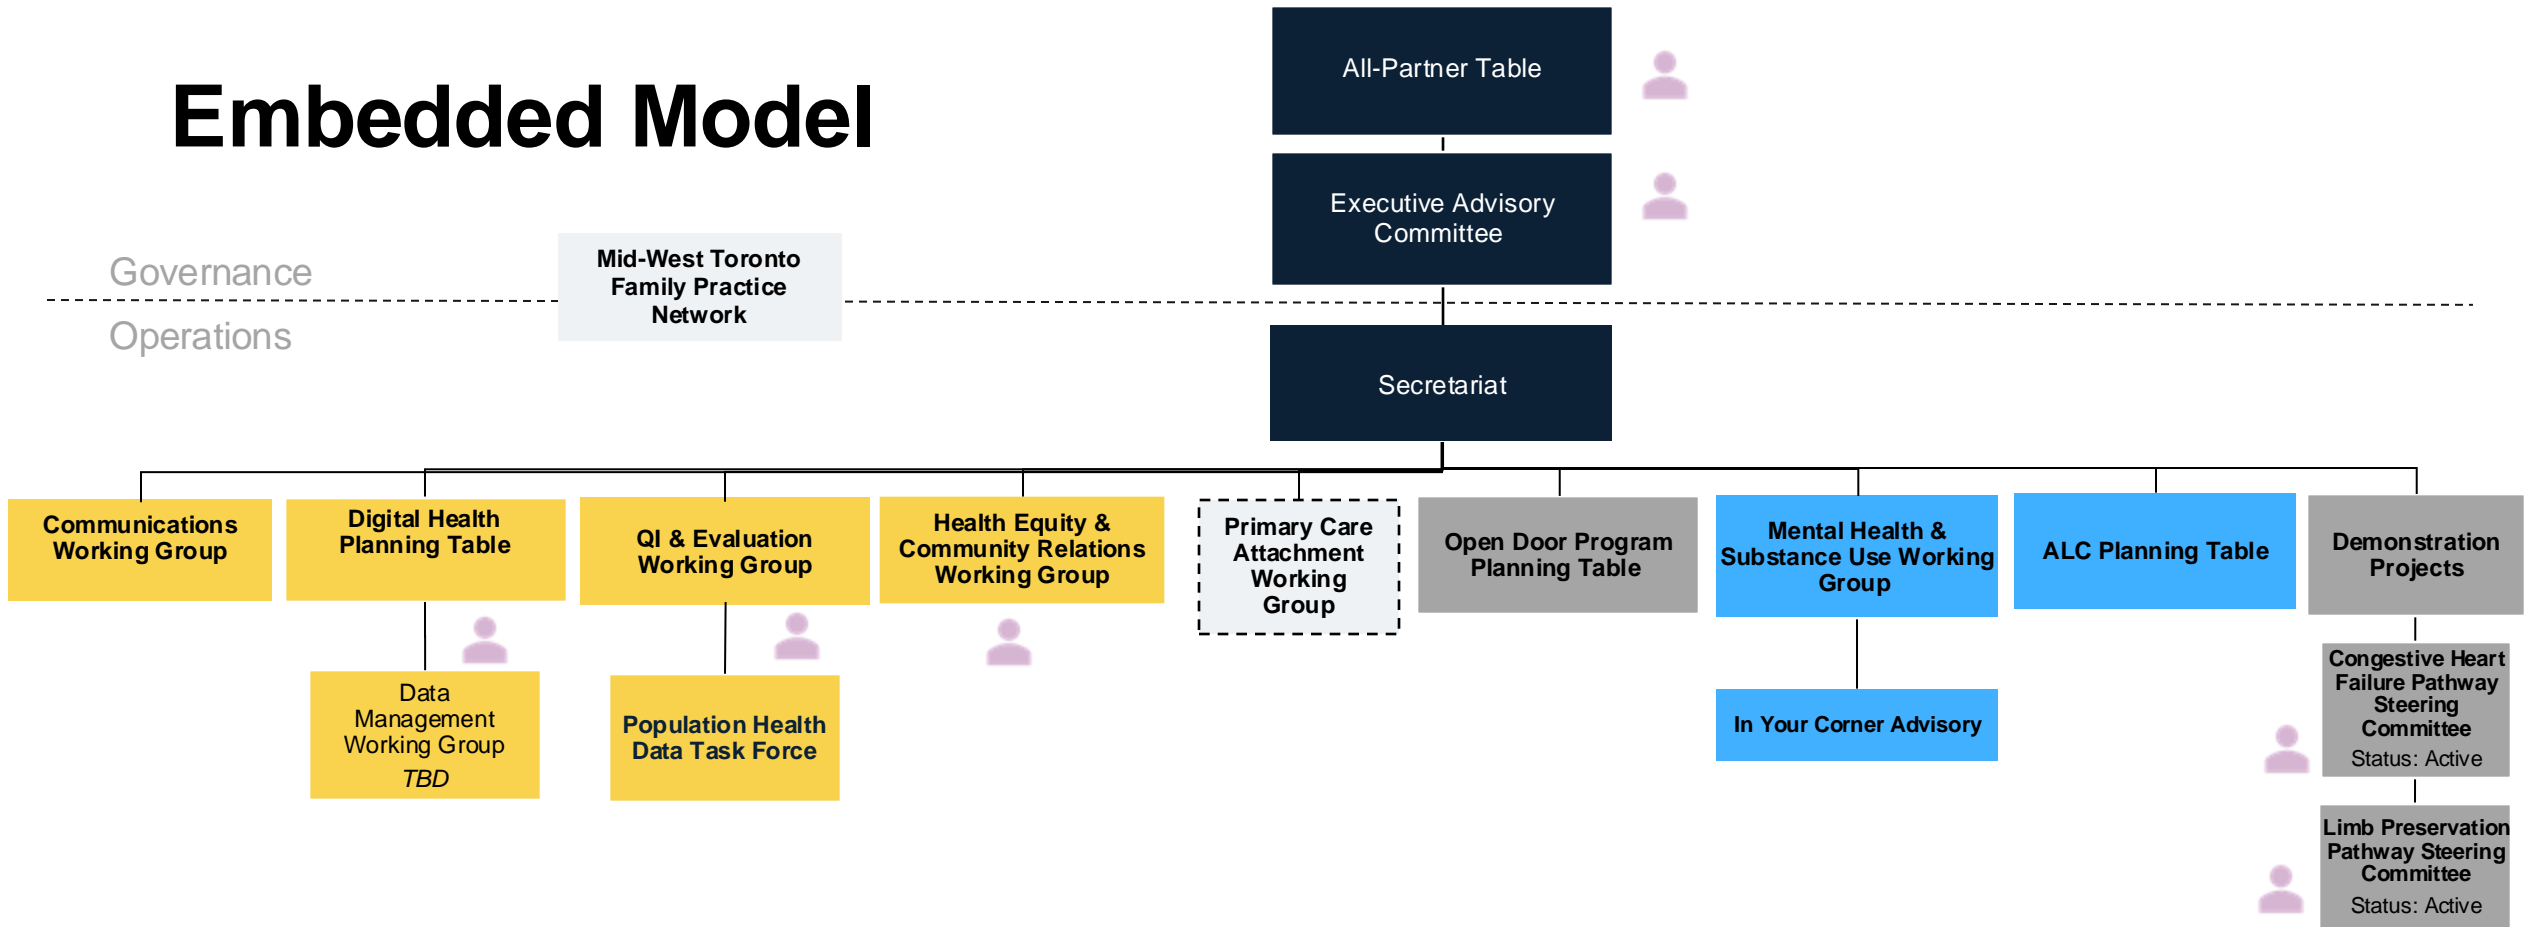 Embedded Model
All-Partner Table
Executive Advisory
Committee
Governance
Mid-West Toronto
Family Practice
Network
Operations
Secretariat
Communications
Working Group
Digital Health
Planning Table
QI & Evaluation
Working Group
Health Equity &
Community Relations
Working Group
Primary Care
Attachment
Working
Group
Open Door Program
Planning Table
Mental Health &
Substance Use Working
Group
ALC Planning Table
Demonstration
Projects
Data
Management
Working Group
TBD
Population Health
Data Task Force
In Your Corner Advisory
Congestive Heart
Failure Pathway
Steering
Committee
Status: Active
Limb Preservation
Pathway Steering
Committee
Status: Active